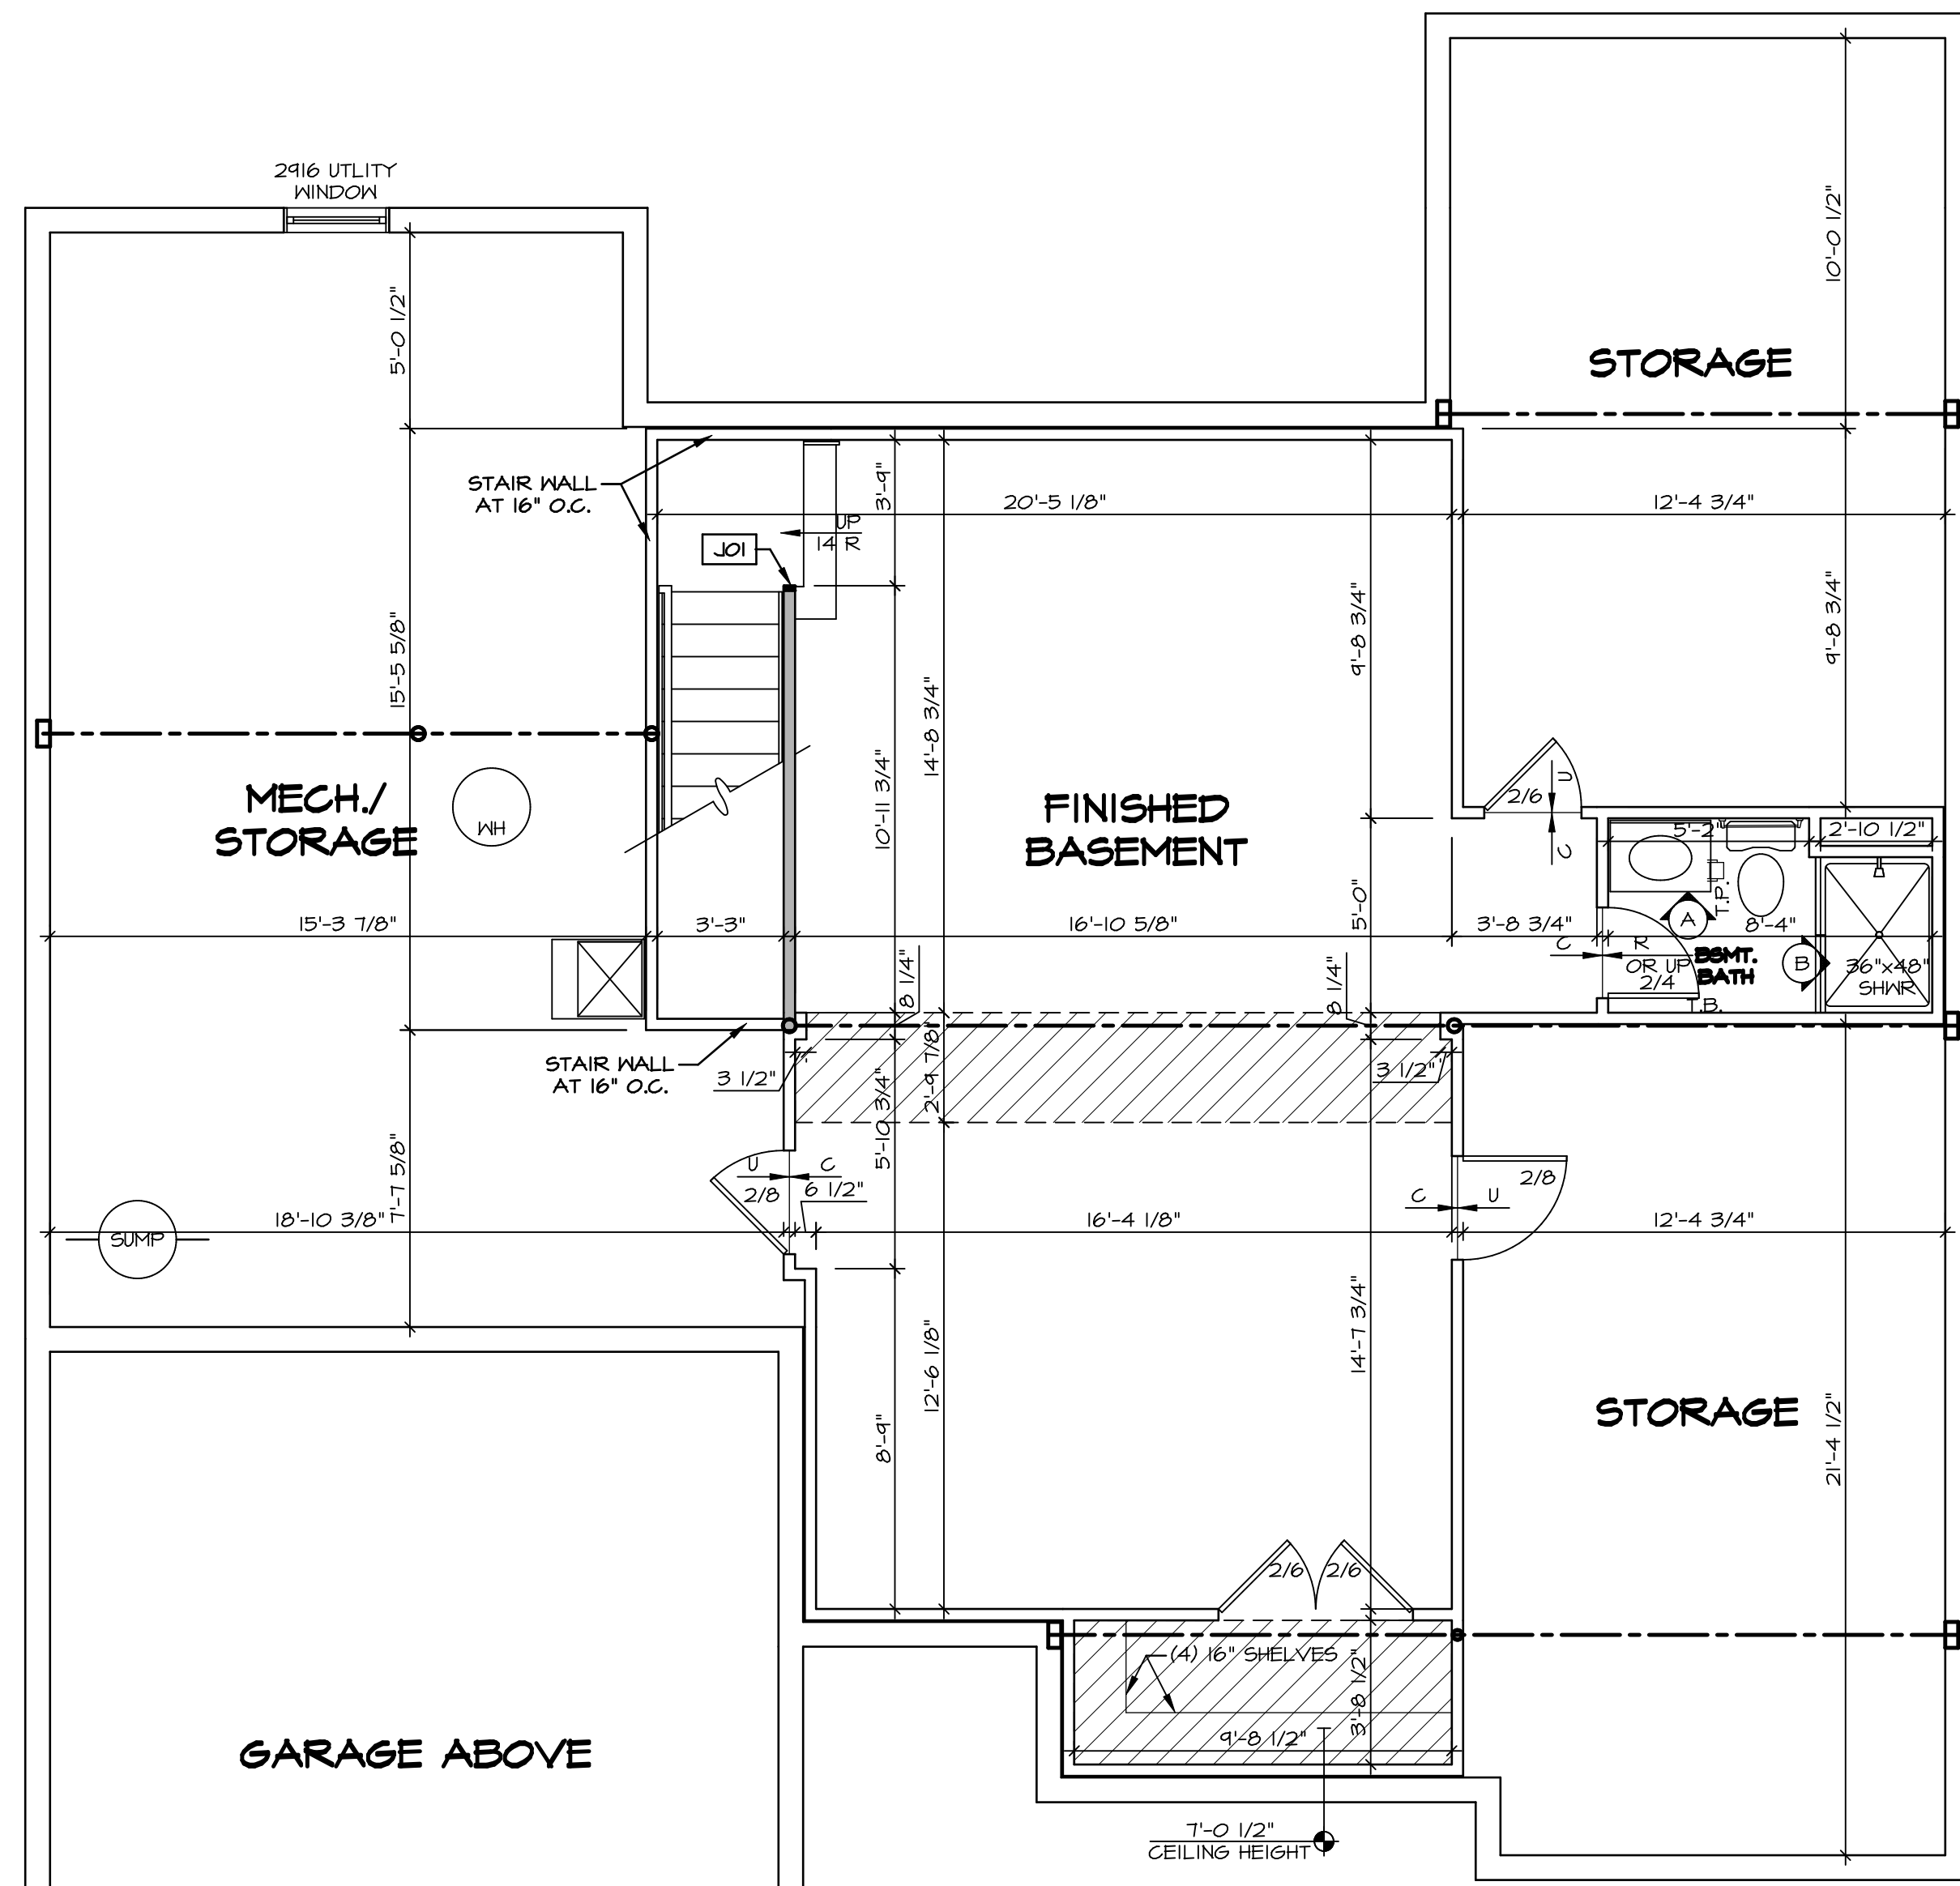 2916 UTLITY
WINDOW
10'-0 1/2"
5'-0 1/2"
STORAGE
STAIR WALL
AT 16" O.C.
3'-9"
20'-5 1/8"
12'-4 3/4"
UP
14 R
J01
15'-5 5/8"
9'-8 3/4"
9'-8 3/4"
14'-8 3/4"
10'-11 3/4"
MECH./
STORAGE
WH
FINISHED
BASEMENT
U
2/6
C
5'-2"
2'-10 1/2"
T.P.
A
15'-3 7/8"
3'-3"
16'-10 5/8"
5'-0"
3'-8 3/4"
8'-4"
C
R
OR UP
2/4
BSMT.
BATH
B
36"x48"
SHWR
T.B.
8 1/4"
8 1/4"
STAIR WALL
AT 16" O.C.
3 1/2"
3 1/2"
2'-9 7/8"
5'-10 3/4"
7'-7 5/8"
U
C
2/8
6 1/2"
2/8
C
U
SUMP
18'-10 3/8"
16'-4 1/8"
12'-4 3/4"
14'-7 3/4"
12'-6 1/8"
8'-9"
STORAGE
21'-4 1/2"
2/6
2/6
(4) 16" SHELVES
3'-8 1/2"
9'-8 1/2"
GARAGE ABOVE
7'-0 1/2"
CEILING HEIGHT